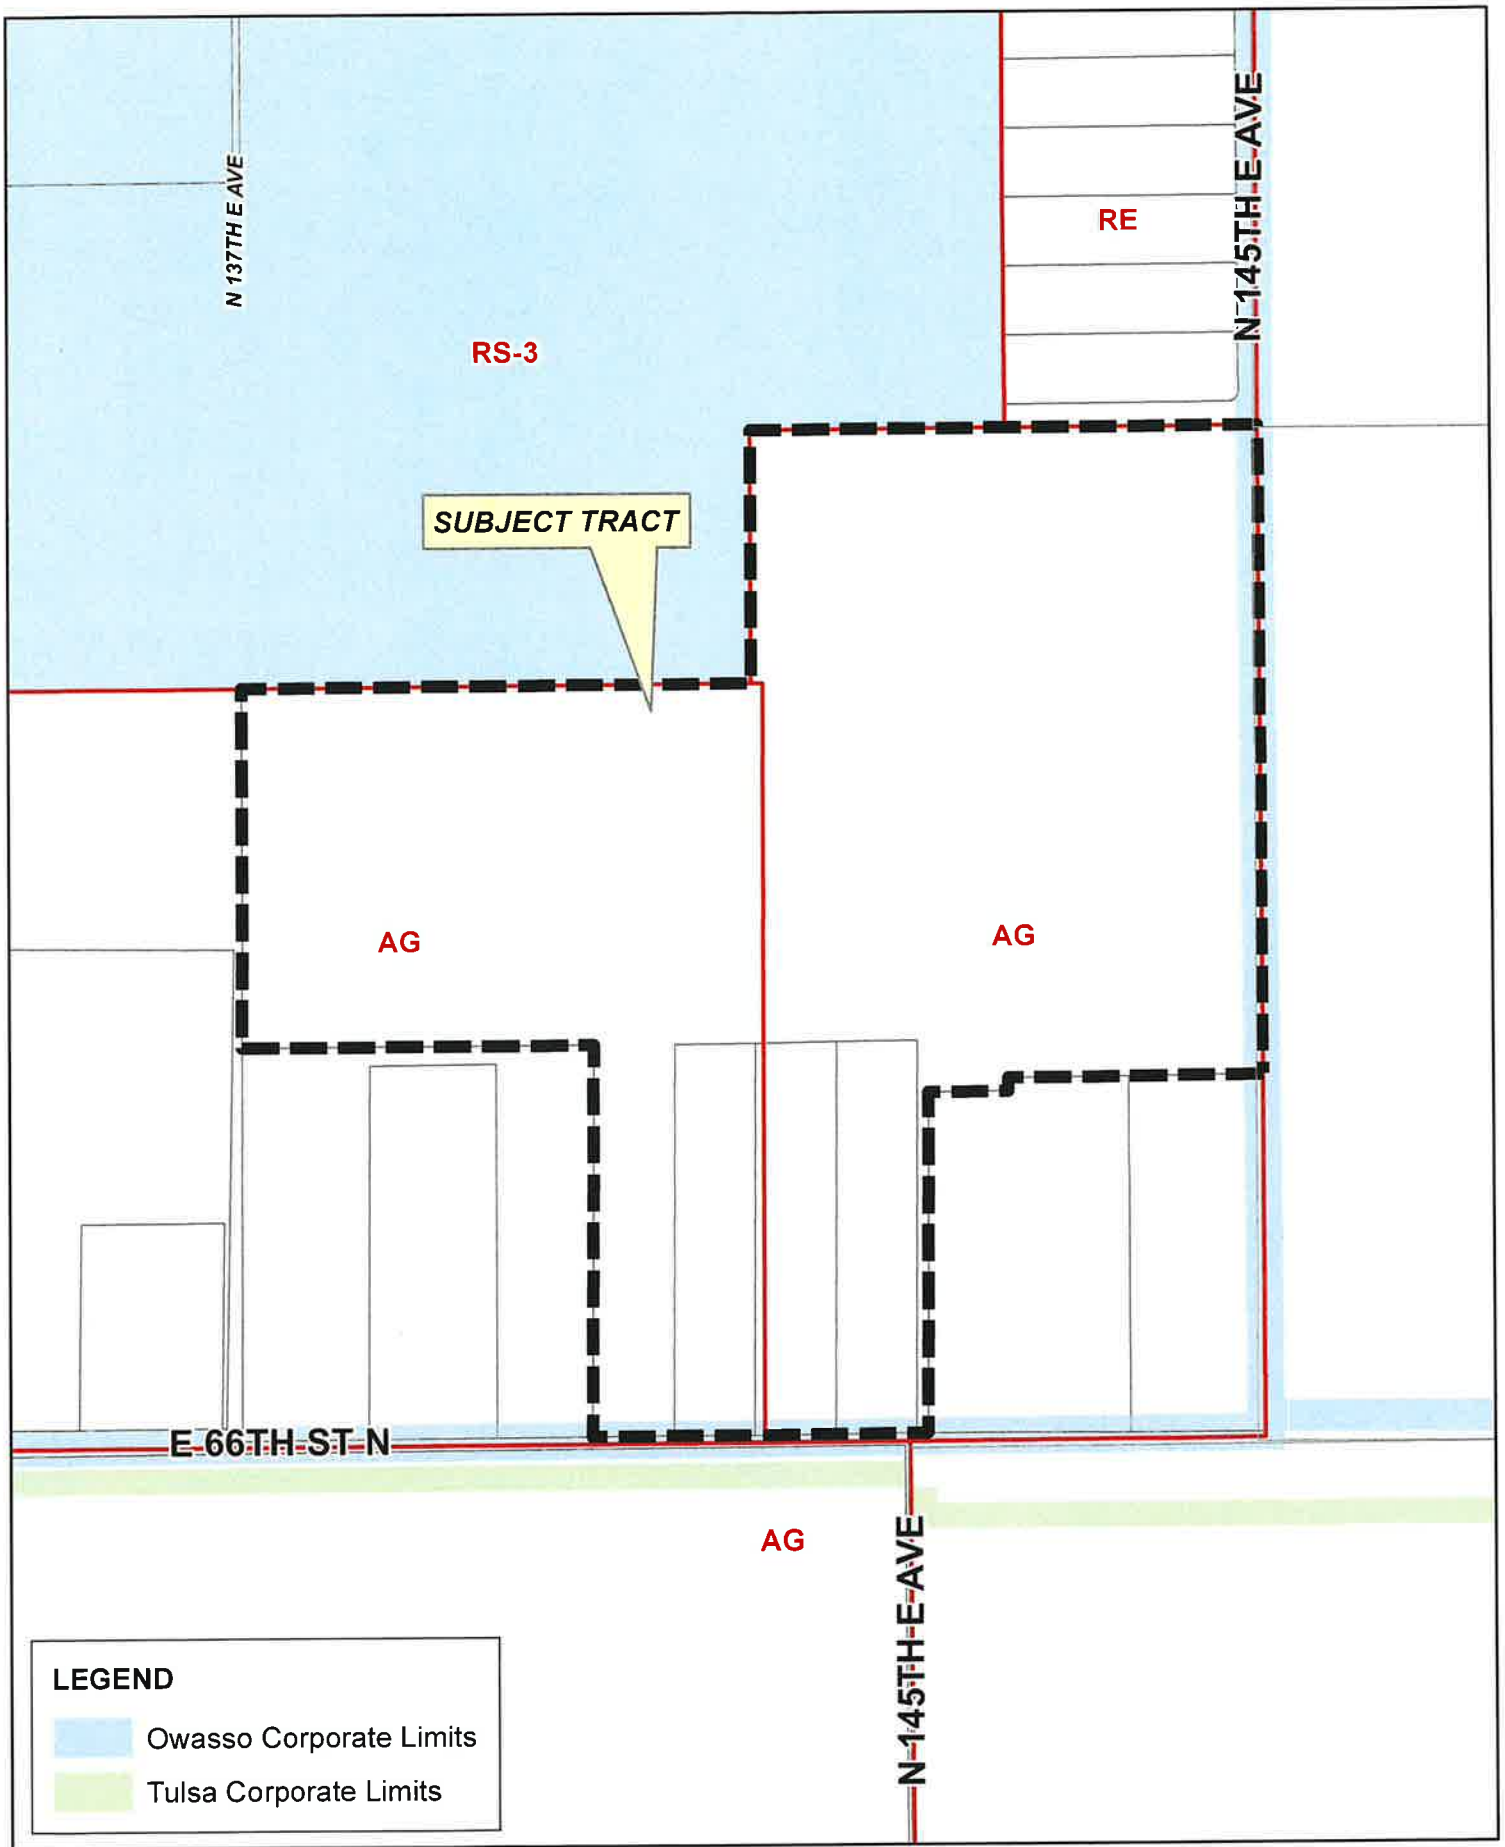 N 145TH E AVE
N 137TH E AVE
RE
RS-3
SUBJECT TRACT
AG
AG
E 66TH ST N
AG
N 145TH E AVE
LEGEND
Owasso Corporate Limits
Tulsa Corporate Limits